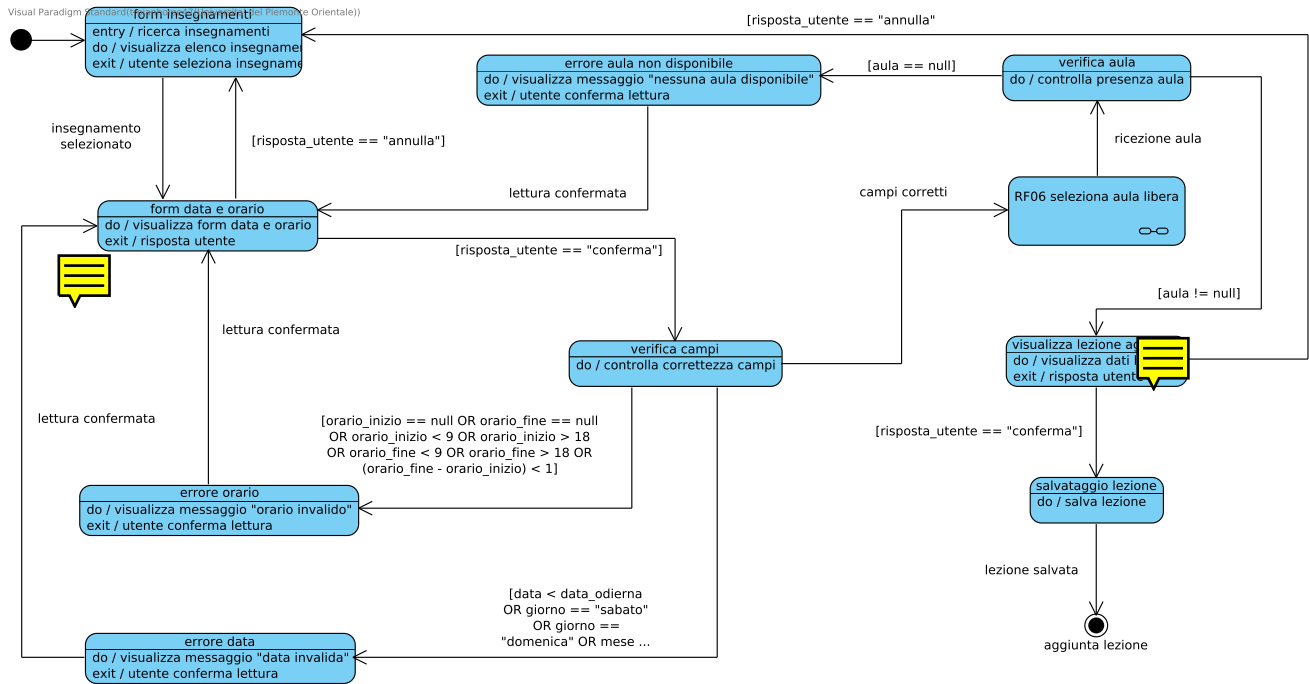 Visual Paradigm Standard(
del Piemonte Orientale))
form insegnamenti
entry / ricerca insegnamenti
do / visualizza elenco insegnamen
exit / utente seleziona insegname
[risposta_utente == "annulla"
errore aula non disponibile
do / visualizza messaggio "nessuna aula disponibile"
exit / utente conferma lettura
[aula == null]
verifica aula
do / controlla presenza aula
insegnamento
selezionato
[risposta_utente == "annulla"]
ricezione aula
lettura confermata
campi corretti
RF06 seleziona aula libera
form data e orario
do / visualizza form data e orario
exit / risposta utente
[risposta_utente == "conferma"]
[aula != null]
lettura confermata
verifica campi
do / controlla correttezza campi
visualizza lezione ag
do / visualizza dati
exit / risposta utente
lettura confermata
[orario_inizio == null OR orario_fine == null
OR orario_inizio < 9 OR orario_inizio > 18
OR orario_fine < 9 OR orario_fine > 18 OR
(orario_fine - orario_inizio) < 1]
[risposta_utente == "conferma"]
errore orario
do / visualizza messaggio "orario invalido"
exit / utente conferma lettura
salvataggio lezione
do / salva lezione
lezione salvata
[data < data_odierna
OR giorno == "sabato"
OR giorno ==
"domenica" OR mese ...
errore data
do / visualizza messaggio "data invalida"
exit / utente conferma lettura
aggiunta lezione